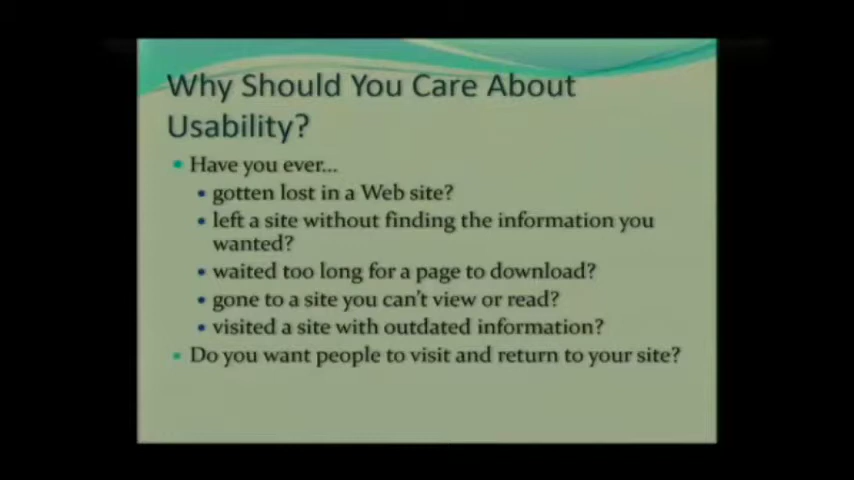 Why Should You Care About
Usability?
• Have you ever...
• gotten lost in a Web site?
• left a site without finding the information you
wanted?
• waited too long for a page to download?
• gone to a site you can't view or read?
• visited a site with outdated information?
• Do you want people to visit and return to your site?